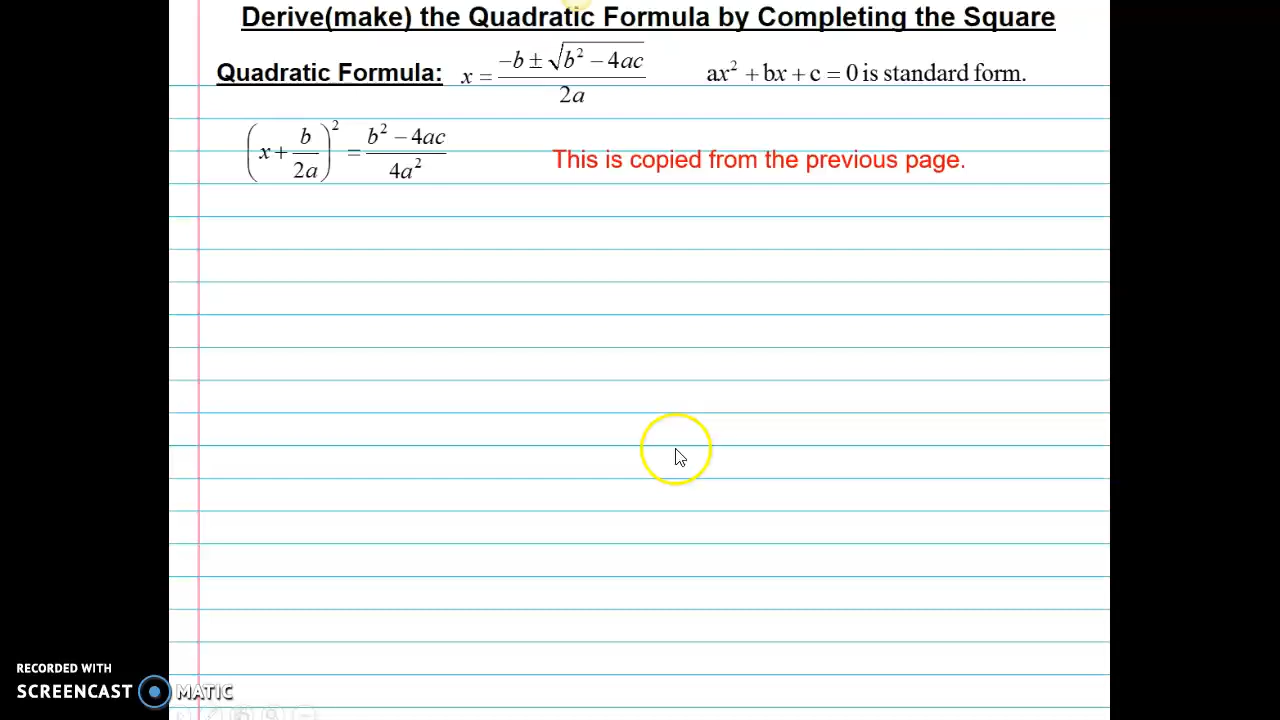 Derive(make) the Quadratic Formula by Completing the Square
Quadratic Formula: x = (-b ± √(b² - 4ac)) / 2a   ax² + bx + c = 0 is standard form.
(x + b/2a)² = (b² - 4ac) / 4a²   This is copied from the previous page.
RECORDED WITH
SCREENCAST MATIC